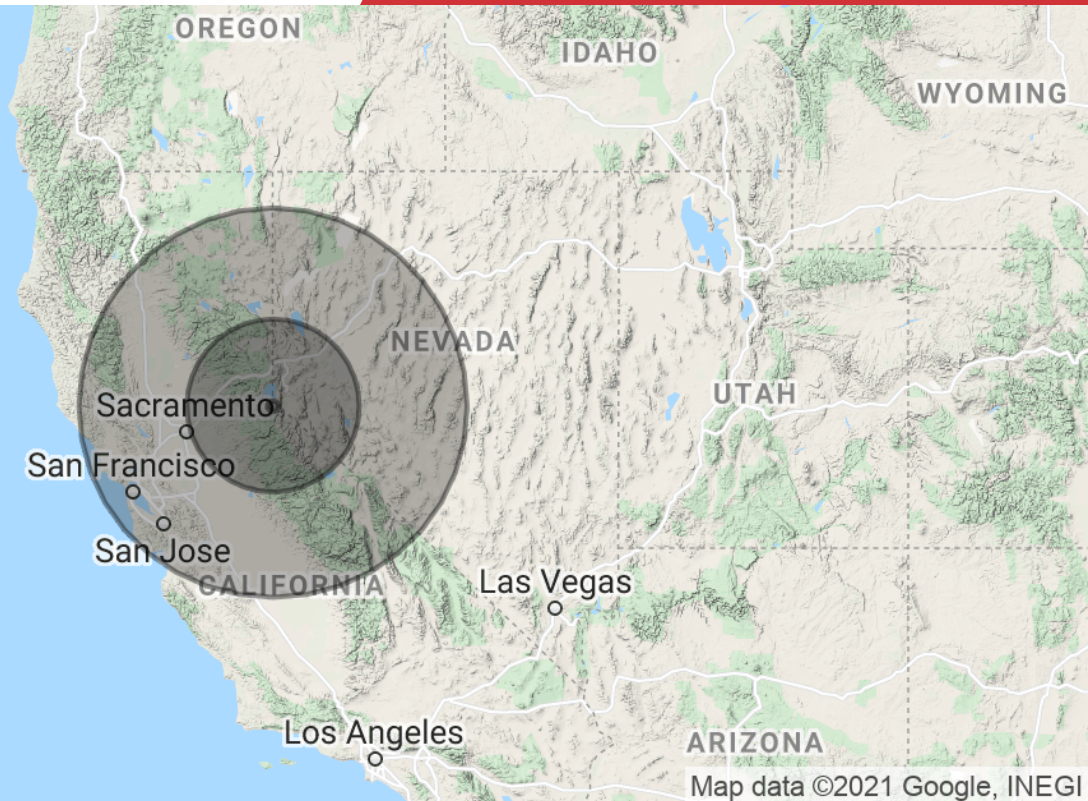 OREGON
IDAHO
WYOMING
NEVADA
UTAH
Sacramento
San Francisco
San Jose
CALIFORNIA
Las Vegas
Los Angeles
ARIZONA
Map data ©2021 Google, INEGI